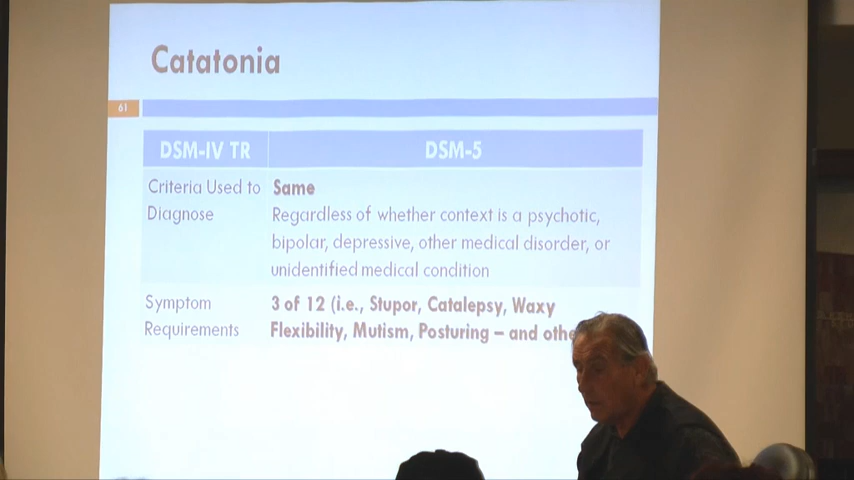 Catatonia
61
DSM-IV TR
DSM-5
Criteria Used to
Diagnose
Same
Regardless of whether context is a psychotic,
bipolar, depressive, other medical disorder, or
unidentified medical condition
Symptom
Requirements
3 of 12 (i.e., Stupor, Catalepsy, Waxy
Flexibility, Mutism, Posturing – and